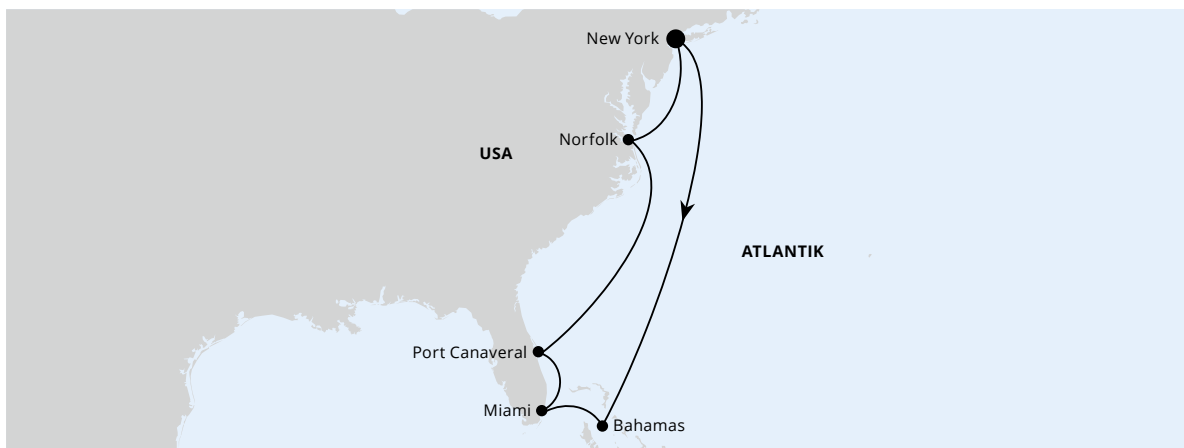 New York
Norfolk
USA
ATLANTIK
Port Canaveral
Miami
Bahamas